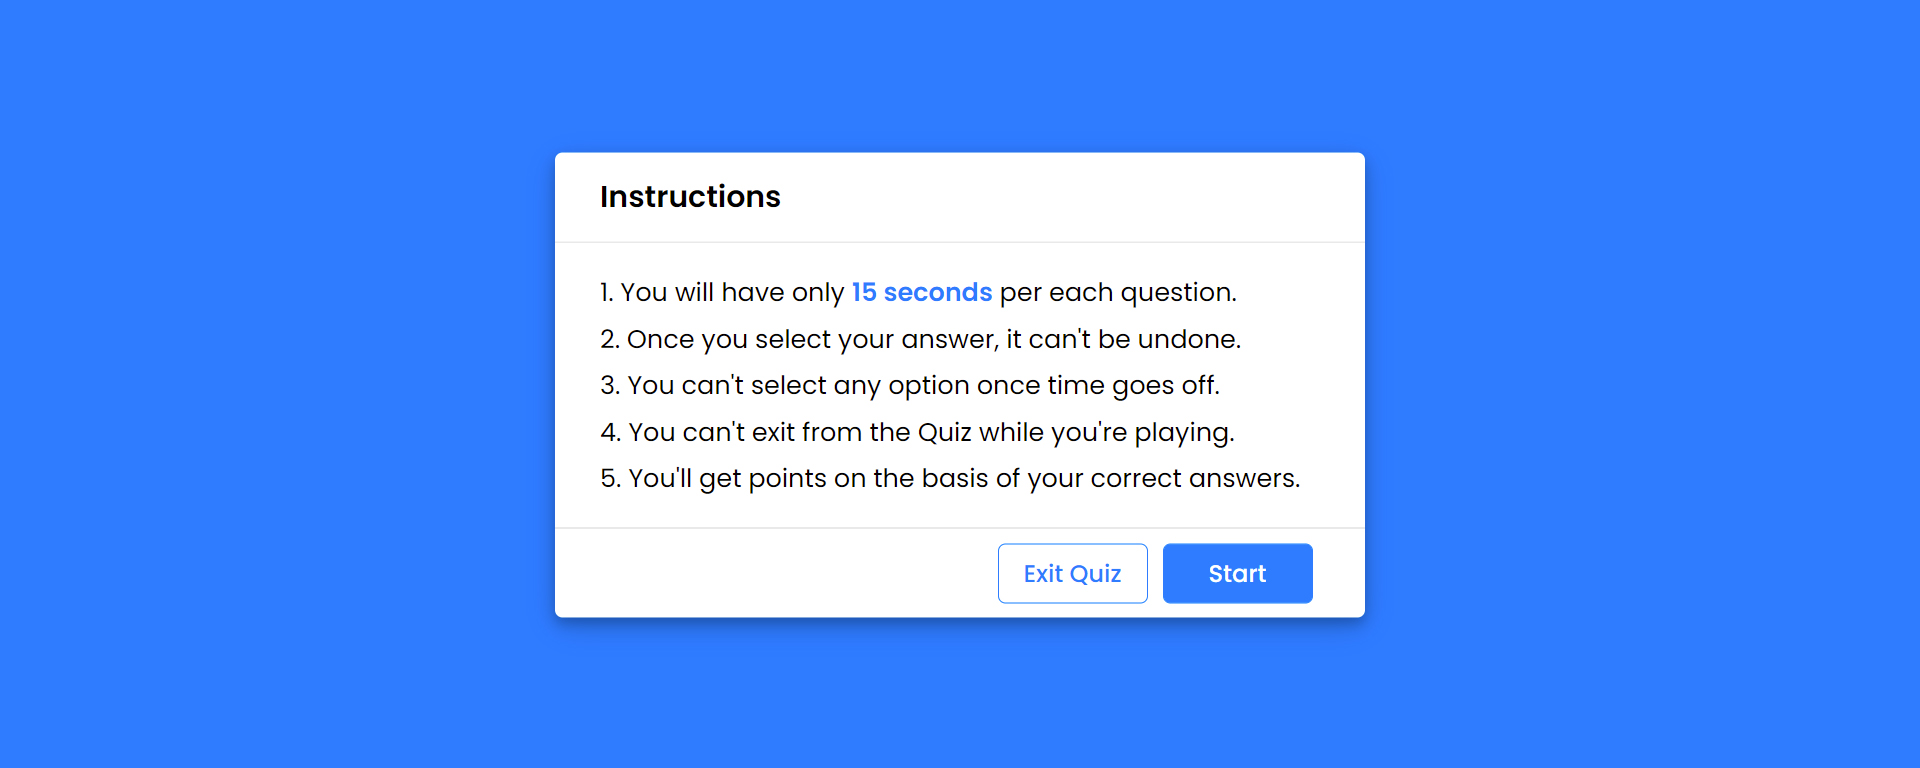 Instructions
1. You will have only 15 seconds per each question.
2. Once you select your answer, it can't be undone.
3. You can't select any option once time goes off.
4. You can't exit from the Quiz while you're playing.
5. You'll get points on the basis of your correct answers.
Exit Quiz Start